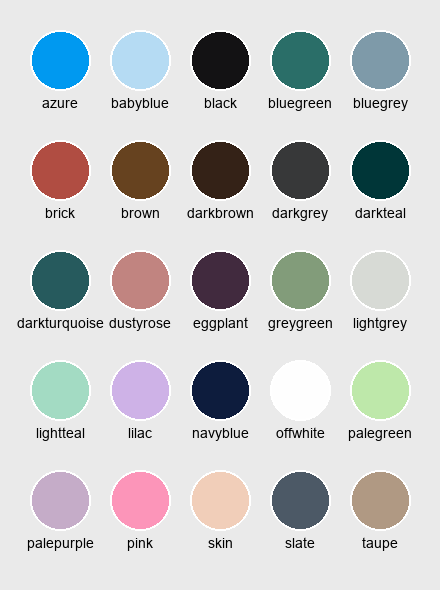 azure babyblue black bluegreen bluegrey
brick brown darkbrown darkgrey darkteal
darkturquoise dustyrose eggplant greygreen lightgrey
lightteal lilac navyblue offwhite palegreen
palepurple pink skin slate taupe